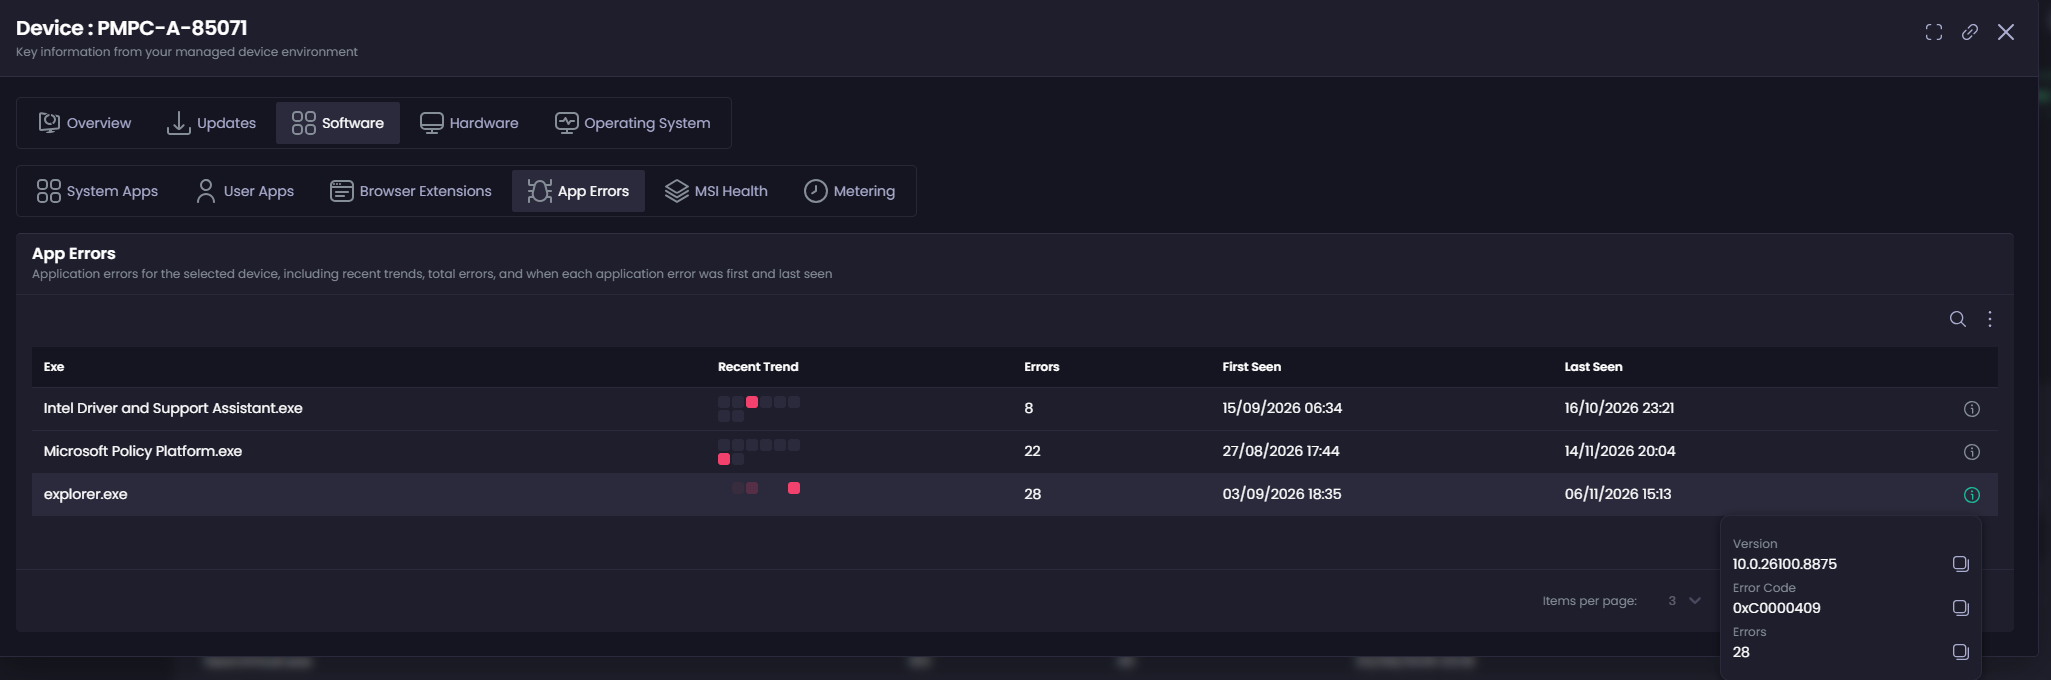 Device : PMPC-A-85071
Key information from your managed device environment
Overview Updates Software Hardware Operating System
System Apps User Apps Browser Extensions App Errors MSI Health Metering
App Errors
Application errors for the selected device, including recent trends, total errors, and when each application error was first and last seen
Exe Recent Trend Errors First Seen Last Seen
Intel Driver and Support Assistant.exe 8 15/09/2026 06:34 16/10/2026 23:21
Microsoft Policy Platform.exe 22 27/08/2026 17:44 14/11/2026 20:04
explorer.exe 28 03/09/2026 18:35 06/11/2026 15:13
Version
10.0.26100.8875
Error Code
0xC0000409
Errors
28
Items per page: 3